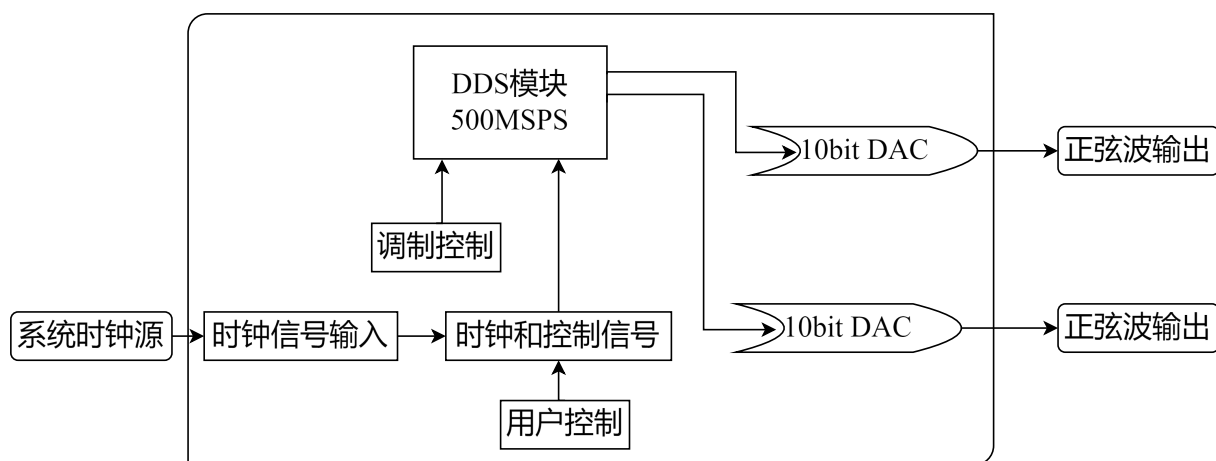 DDS模块
500MSPS
10bit DAC
正弦波输出
调制控制
系统时钟源
时钟信号输入
时钟和控制信号
10bit DAC
正弦波输出
用户控制